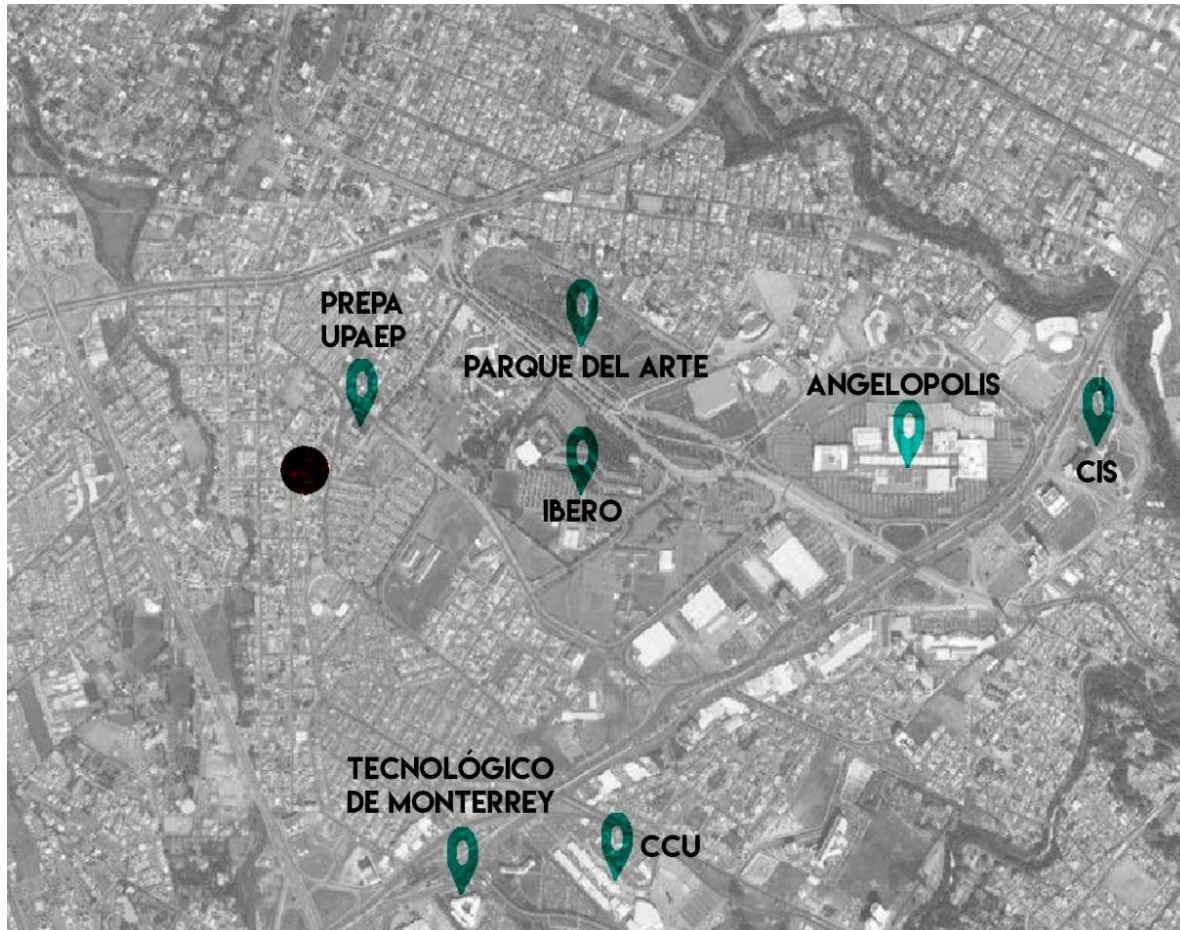 PREPA
UPAEP
PARQUE DEL ARTE
ANGELOPOLIS
CIS
IBERO
TECNOLÓGICO
DE MONTERREY
CCU